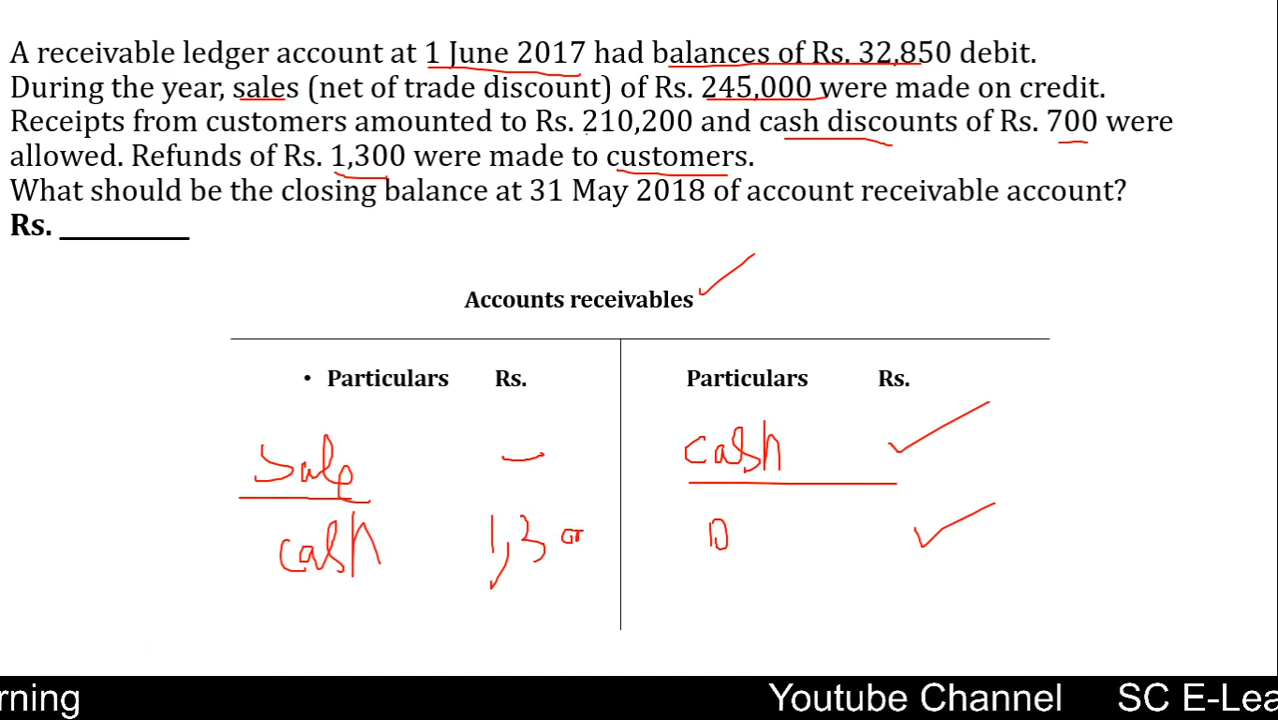 A receivable ledger account at 1 June 2017 had balances of Rs. 32,850 debit.
During the year, sales (net of trade discount) of Rs. 245,000 were made on credit.
Receipts from customers amounted to Rs. 210,200 and cash discounts of Rs. 700 were
allowed. Refunds of Rs. 1,300 were made to customers.
What should be the closing balance at 31 May 2018 of account receivable account?
Rs. __________
Accounts receivables
• Particulars Rs. Particulars Rs.
Sale cash
cash 1,300 D
rning Youtube Channel SC E-Lea